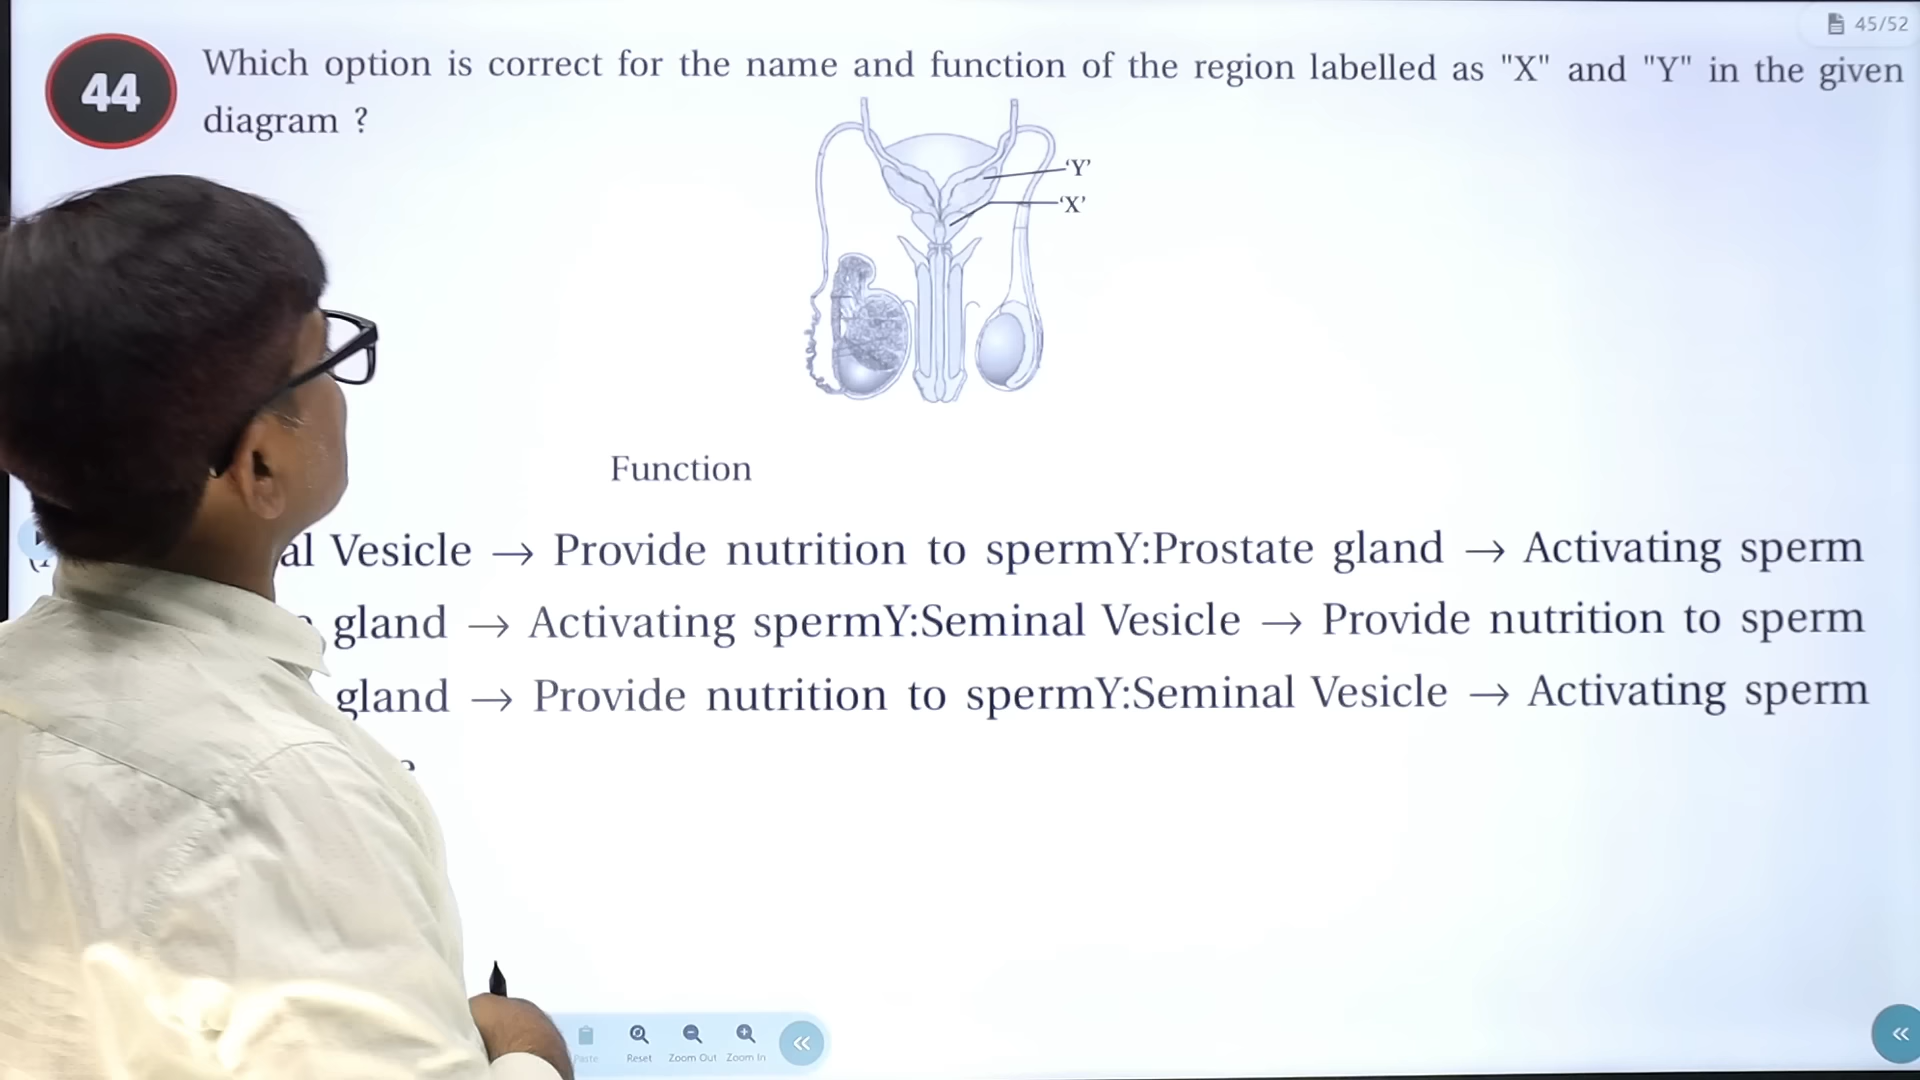 45/52
44
Which option is correct for the name and function of the region labelled as "X" and "Y" in the given
diagram ?
'Y'
'X'
Function
al Vesicle → Provide nutrition to spermY:Prostate gland → Activating sperm
gland → Activating spermY:Seminal Vesicle → Provide nutrition to sperm
gland → Provide nutrition to spermY:Seminal Vesicle → Activating sperm
Paste Reset Zoom Out Zoom In